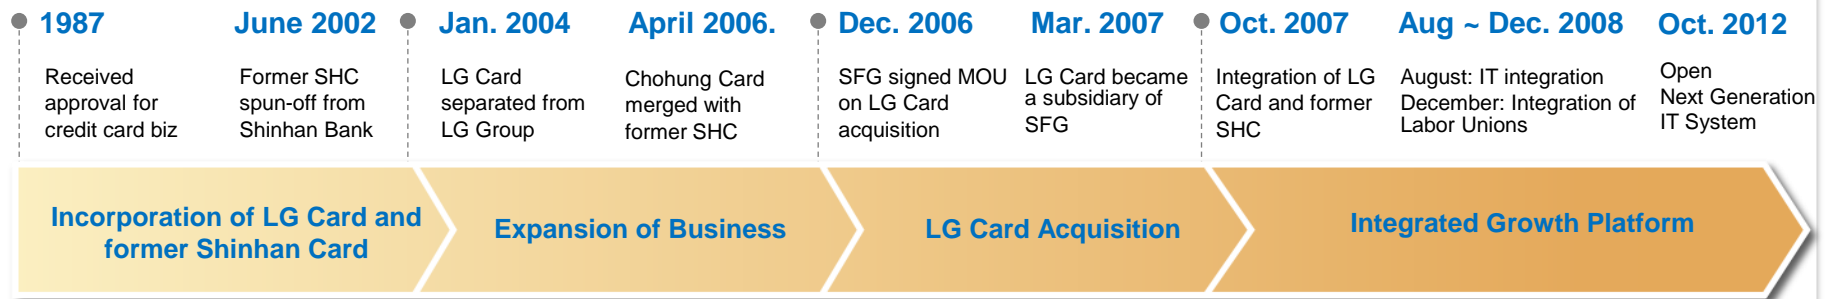 1987
Received
approval for
credit card biz
June 2002
Former SHC
spun-off from
Shinhan Bank
Jan. 2004
LG Card
separated from
LG Group
April 2006.
Chohung Card
merged with
former SHC
Dec. 2006
SFG signed MOU
on LG Card
acquisition
Mar. 2007
LG Card became
a subsidiary of
SFG
Oct. 2007
Integration of LG
Card and former
SHC
Aug ~ Dec. 2008
August: IT integration
December: Integration of
Labor Unions
Oct. 2012
Open
Next Generation
IT System
Incorporation of LG Card and
former Shinhan Card
Expansion of Business
LG Card Acquisition
Integrated Growth Platform